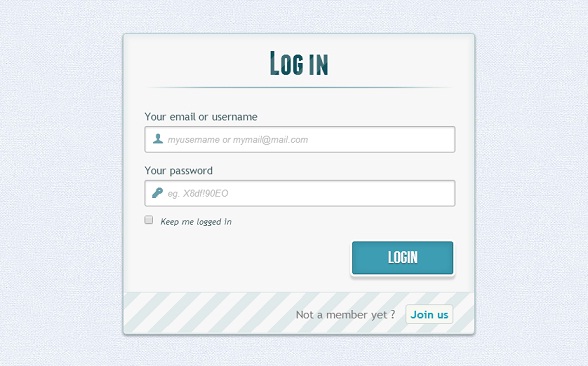 Log in
Your email or username
myusername or mymail@mail.com
Your password
eg. X8df!90EO
Keep me logged in
LOGIN
Not a member yet ? Join us